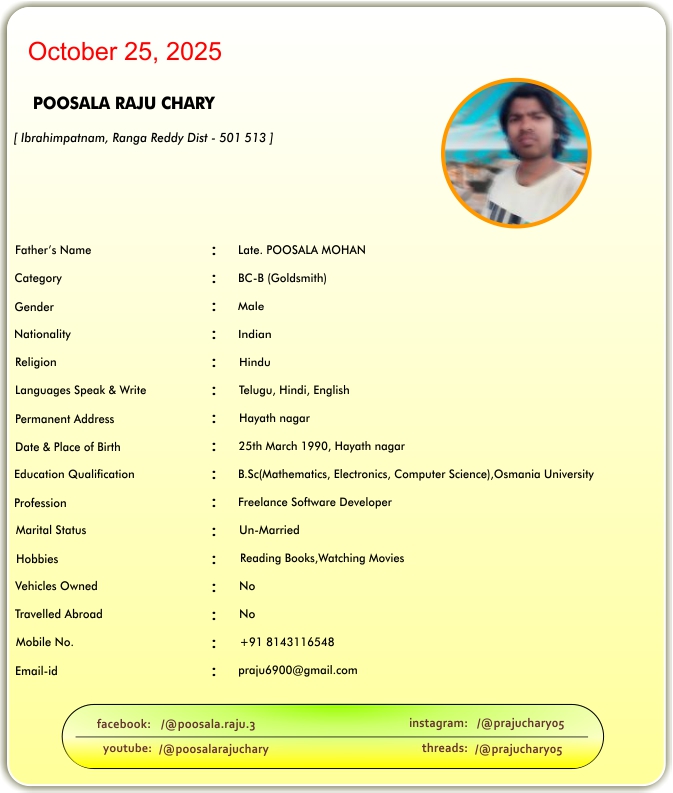 October 25, 2025
POOSALA RAJU CHARY
[ Ibrahimpatnam, Ranga Reddy Dist - 501 513 ]
Father's Name : Late. POOSALA MOHAN
Category : BC-B (Goldsmith)
Gender : Male
Nationality : Indian
Religion : Hindu
Languages Speak & Write : Telugu, Hindi, English
Permanent Address : Hayath nagar
Date & Place of Birth : 25th March 1990, Hayath nagar
Education Qualification : B.Sc(Mathematics, Electronics, Computer Science),Osmania University
Profession : Freelance Software Developer
Marital Status : Un-Married
Hobbies : Reading Books,Watching Movies
Vehicles Owned : No
Travelled Abroad : No
Mobile No. : +91 8143116548
Email-id : praju6900@gmail.com
facebook: /@poosala.raju.3 instagram: /@prajuchary05
youtube: /@poosalarajuchary threads: /@prajuchary05